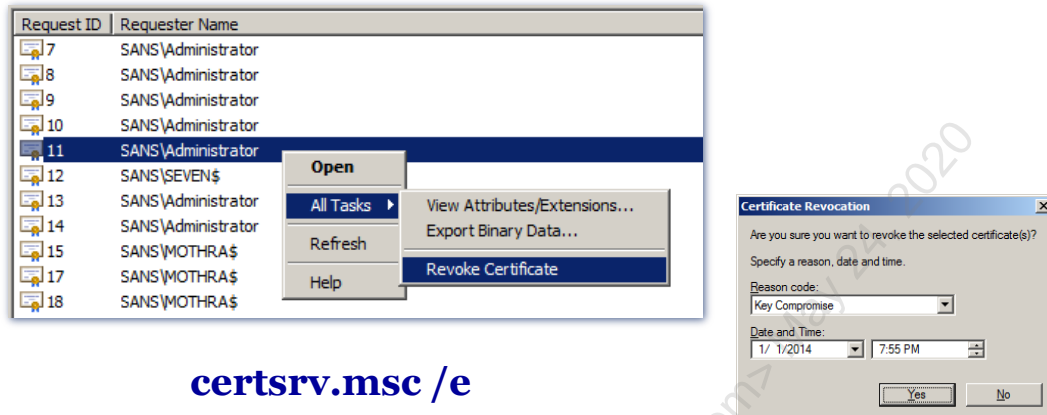 Request ID Requester Name
7 SANS\Administrator
8 SANS\Administrator
9 SANS\Administrator
10 SANS\Administrator
11 SANS\Administrator
12 SANS\SEVEN$
13 SANS\Administrator
14 SANS\Administrator
15 SANS\MOTHRA$
17 SANS\MOTHRA$
18 SANS\MOTHRA$
Open
All Tasks
Refresh
Help
View Attributes/Extensions...
Export Binary Data...
Revoke Certificate
certsrv.msc /e
Certificate Revocation
Are you sure you want to revoke the selected certificate(s)?
Specify a reason, date and time.
Reason code:
Key Compromise
Date and Time:
1/ 1/2014 7:55 PM
Yes No
om> May 24 2020